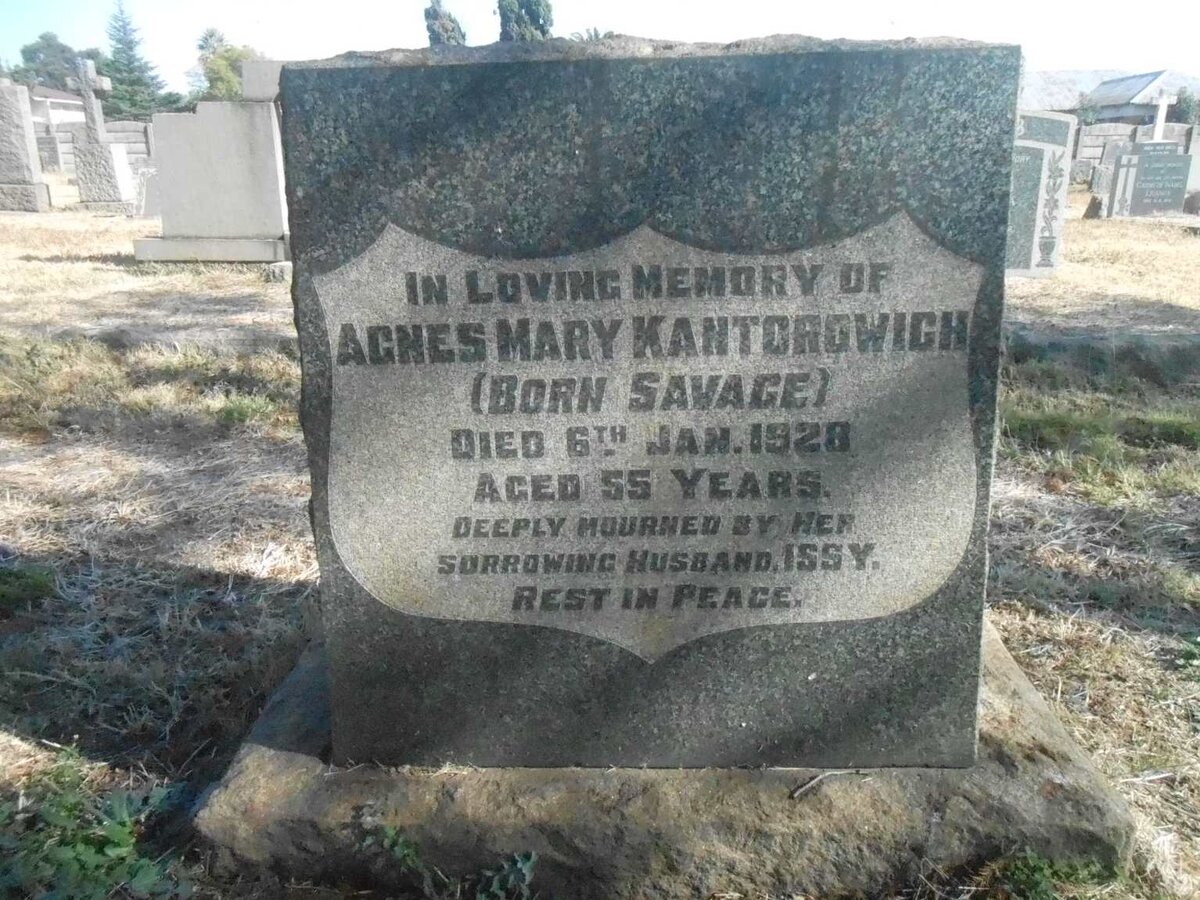 IN LOVING MEMORY OF
AGNES MARY KANTOROWICH
(BORN SAVAGE)
DIED 6TH JAN. 1928
AGED 55 YEARS.
DEEPLY MOURNED BY HER
SORROWING HUSBAND, ISSY.
REST IN PEACE.